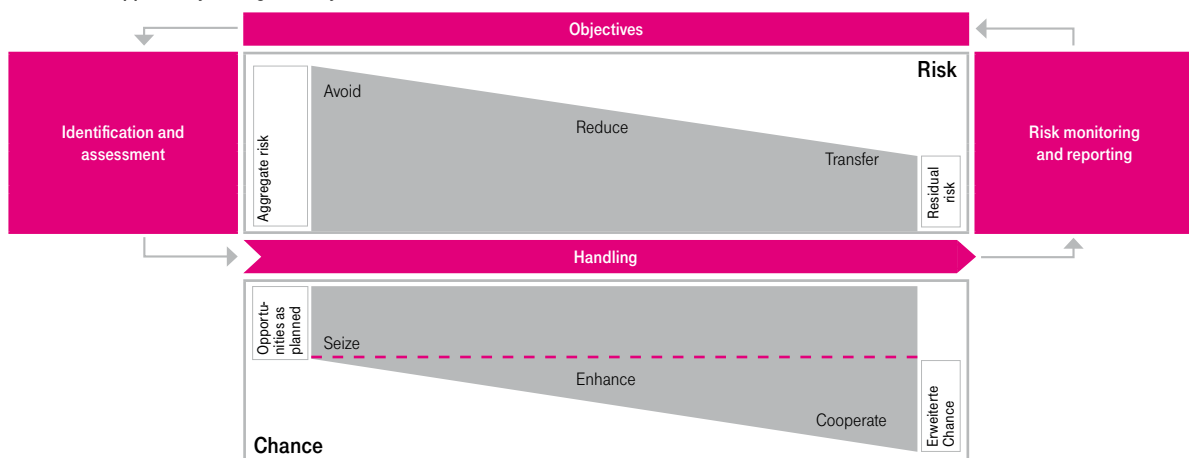 Objectives
Risk
Identification and
assessment
Aggregate risk
Avoid
Reduce
Transfer
Residual
risk
Risk monitoring
and reporting
Handling
Opportu-
nities as
planned
Seize
Enhance
Cooperate
Erweiterte
Chance
Chance